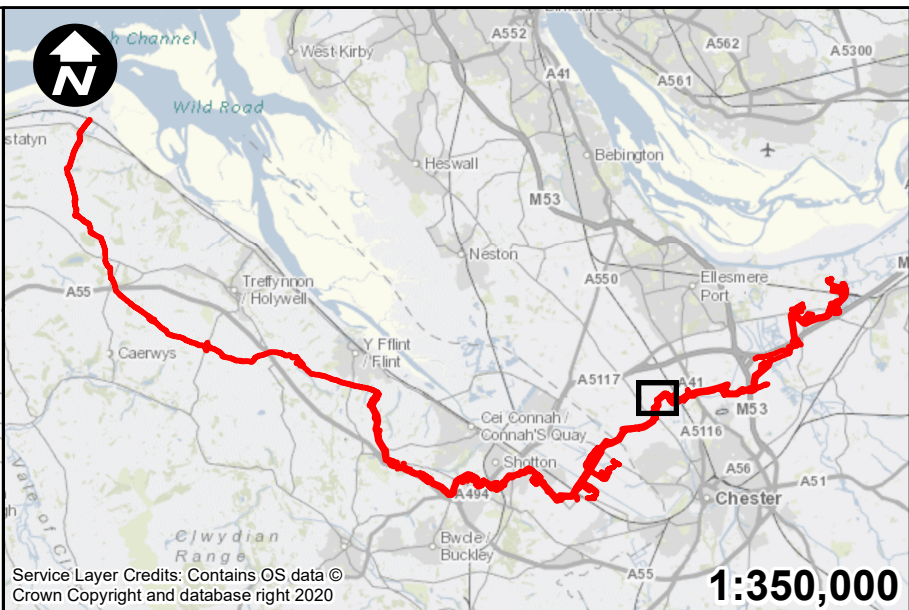 N
h Channel
Wild Road
statyn
West Kirby
A552
A41
A562
A5300
A561
Heswall
Bebington
M53
Neston
A550
Ellesmere
Port
M
A55
Treffynnon
/ Holywell
Caerwys
Y Fflint
/ Flint
A5117
A41
M53
A5116
Cei Connah /
Connah'S Quay
Shotton
A494
A56
A51
Chester
Clwydian
Range
Bwcle /
Buckley
A55
gh
Service Layer Credits: Contains OS data ©
Crown Copyright and database right 2020
1:350,000